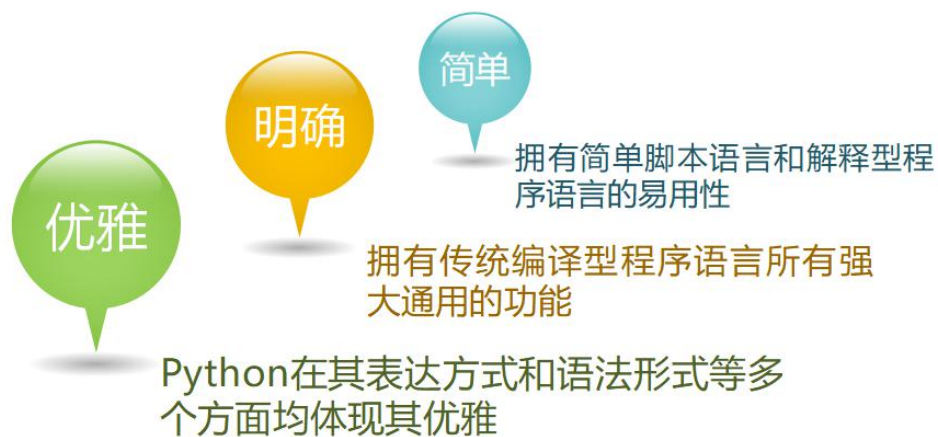 简单
拥有简单脚本语言和解释型程
序语言的易用性
明确
拥有传统编译型程序语言所有强
大通用的功能
优雅
Python在其表达方式和语法形式等多
个方面均体现其优雅